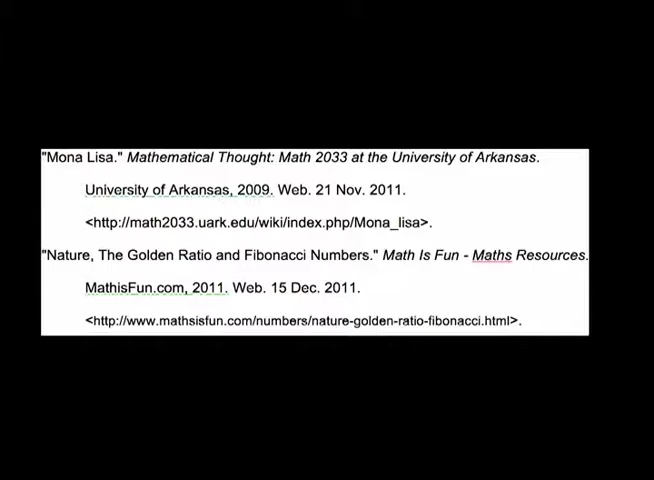 "Mona Lisa." Mathematical Thought: Math 2033 at the University of Arkansas.
University of Arkansas, 2009. Web. 21 Nov. 2011.
<http://math2033.uark.edu/wiki/index.php/Mona_lisa>.
"Nature, The Golden Ratio and Fibonacci Numbers." Math Is Fun - Maths Resources.
MathisFun.com, 2011. Web. 15 Dec. 2011.
<http://www.mathsisfun.com/numbers/nature-golden-ratio-fibonacci.html>.